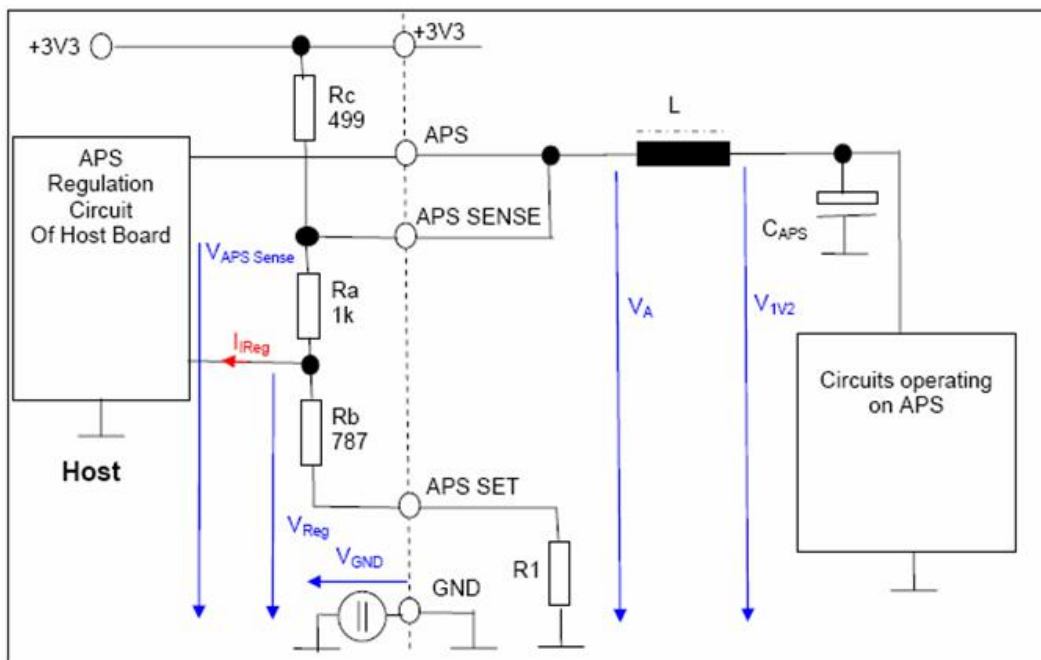 +3V3
+3V3
Rc
499
L
APS
APS
Regulation
Circuit
Of Host Board
APS SENSE
V_APS Sense
C_APS
Ra
1k
V_A
V_1V2
I_IReg
Circuits operating
on APS
Rb
787
Host
APS SET
V_Reg
V_GND
R1
GND